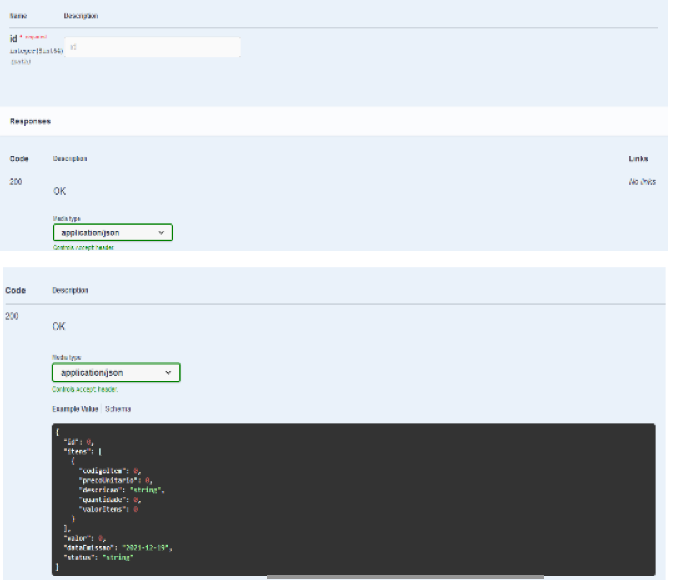 Name Description
id * required
integer($int64)
(path)
id
Responses
Code Description Links
200 OK No links
Media type
application/json
Controls Accept header.
Code Description
200
OK
Media type
application/json
Controls Accept header.
Example Value Schema
{
"id": 0,
"itens": [
{
"codigoItem": 0,
"precoUnitario": 0,
"descricao": "string",
"quantidade": 0,
"valorItens": 0
}
],
"valor": 0,
"dataEmissao": "2021-12-19",
"status": "string"
}